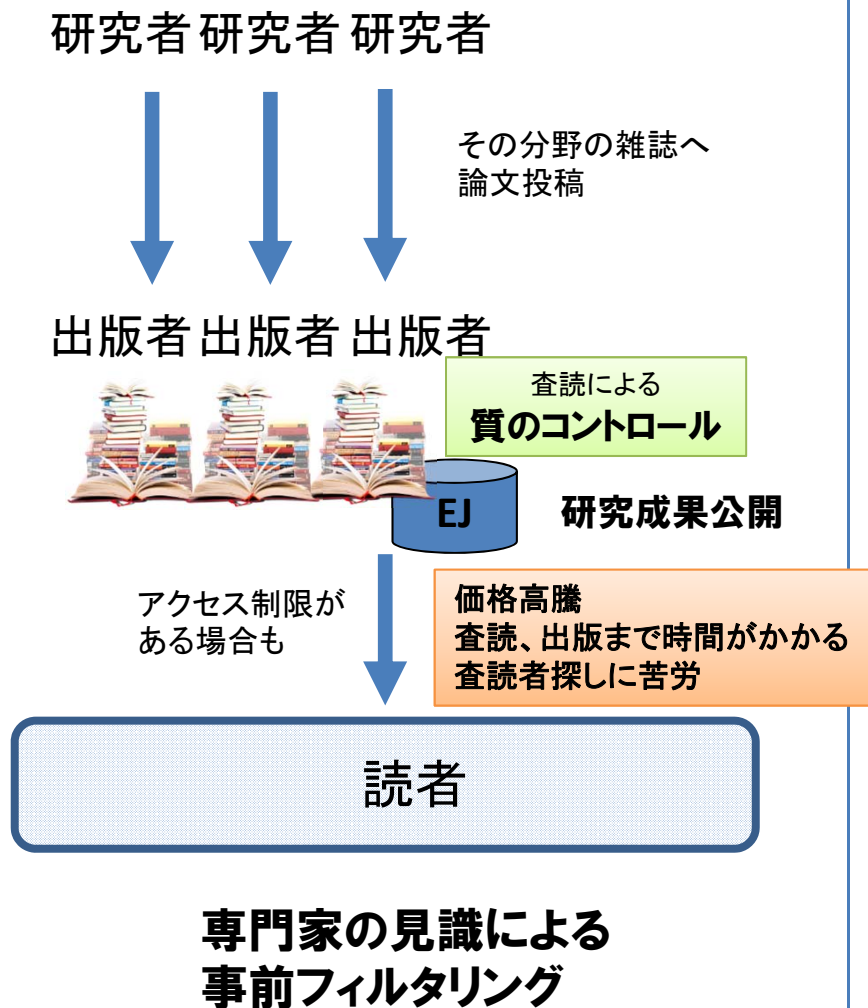 研究者 研究者 研究者
その分野の雑誌へ
論文投稿
出版者 出版者 出版者
査読による
質のコントロール
EJ
研究成果公開
アクセス制限が
ある場合も
価格高騰
査読、出版まで時間がかかる
査読者探しに苦労
読者
専門家の見識による
事前フィルタリング